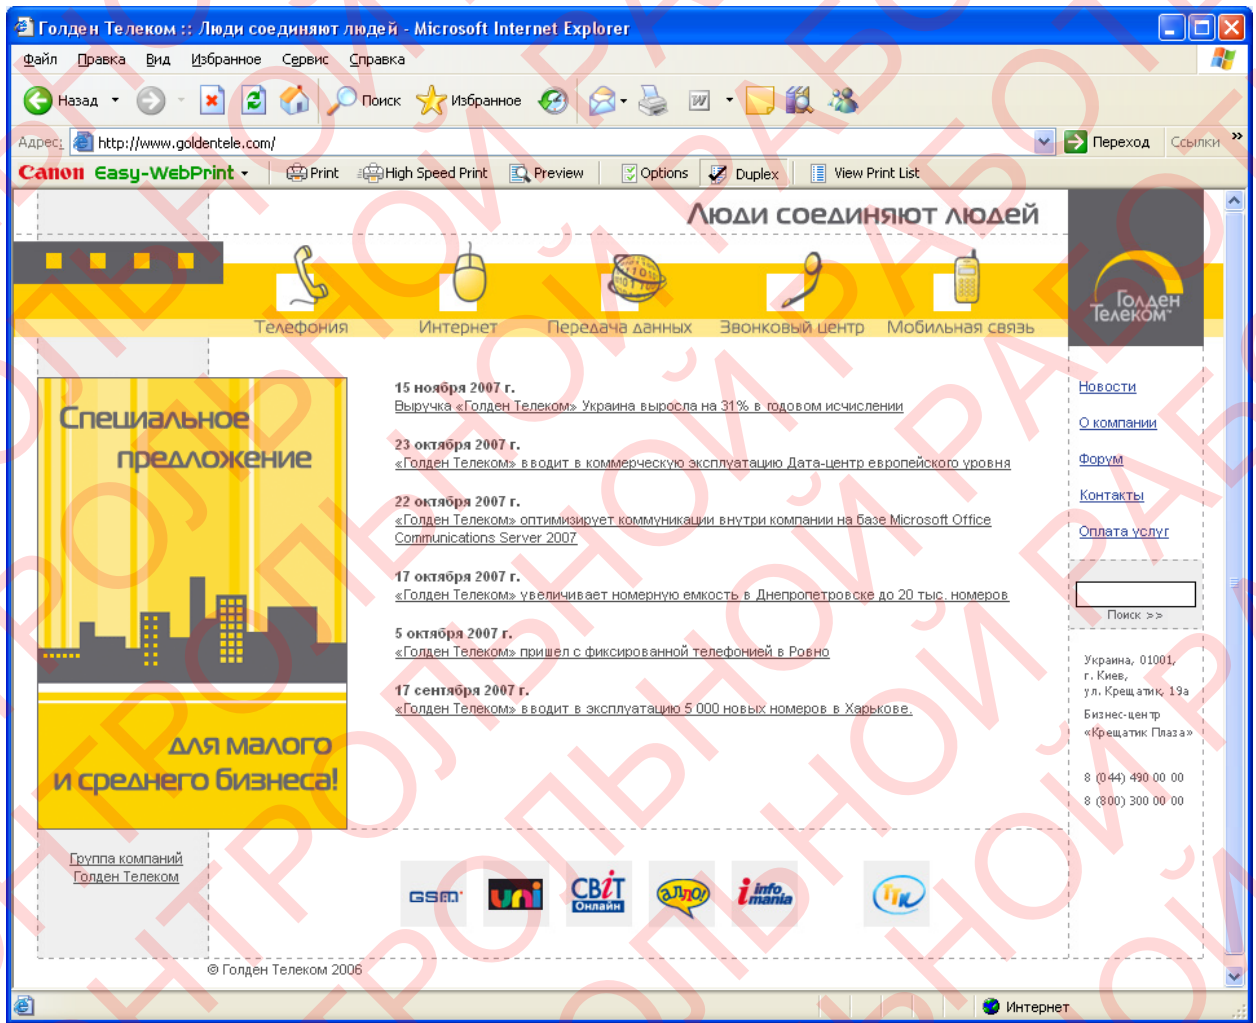 Голден Телеком :: Люди соединяют людей - Microsoft Internet Explorer
Файл Правка Вид Избранное Сервис Справка
Назад Поиск Избранное
Адрес: http://www.goldentele.com/ Переход Ссылки »
Canon Easy-WebPrint Print High Speed Print Preview Options Duplex View Print List
Люди соединяют людей
Телефония Интернет Передача данных Звонковый центр Мобильная связь
Голден
Телеком™
Специальное
предложение
для малого
и среднего бизнеса!
15 ноября 2007 г.
Выручка «Голден Телеком» Украина выросла на 31% в годовом исчислении
23 октября 2007 г.
«Голден Телеком» вводит в коммерческую эксплуатацию Дата-центр европейского уровня
22 октября 2007 г.
«Голден Телеком» оптимизирует коммуникации внутри компании на базе Microsoft Office
Communications Server 2007
17 октября 2007 г.
«Голден Телеком» увеличивает номерную емкость в Днепропетровске до 20 тыс. номеров
5 октября 2007 г.
«Голден Телеком» пришел с фиксированной телефонией в Ровно
17 сентября 2007 г.
«Голден Телеком» вводит в эксплуатацию 5 000 новых номеров в Харькове.
Новости
О компании
Форум
Контакты
Оплата услуг
Поиск >>
Украина, 01001,
г. Киев,
ул. Крещатик, 19а
Бизнес-центр
«Крещатик Плаза»
8 (044) 490 00 00
8 (800) 300 00 00
Группа компаний
Голден Телеком
GSM uni СВiТ Онлайн алло! info mania ТТК
© Голден Телеком 2006
Интернет